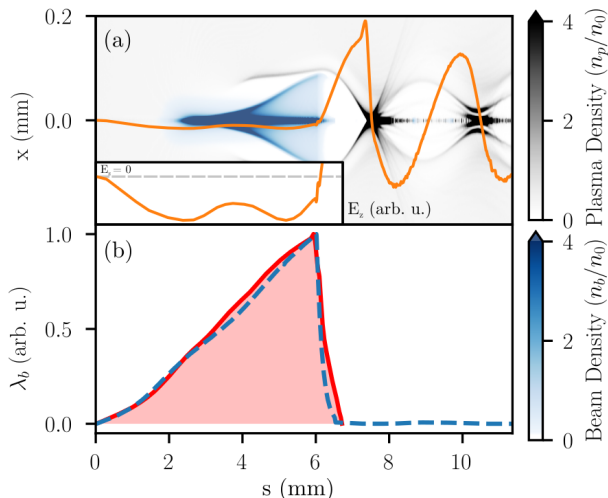 (a)
0.2
0.0
x (mm)
E_z = 0
E_z (arb. u.)
4
2
0
Plasma Density (n_p/n_0)
(b)
1.0
0.5
0.0
λ_b (arb. u.)
4
2
0
Beam Density (n_b/n_0)
0 2 4 6 8 10
s (mm)